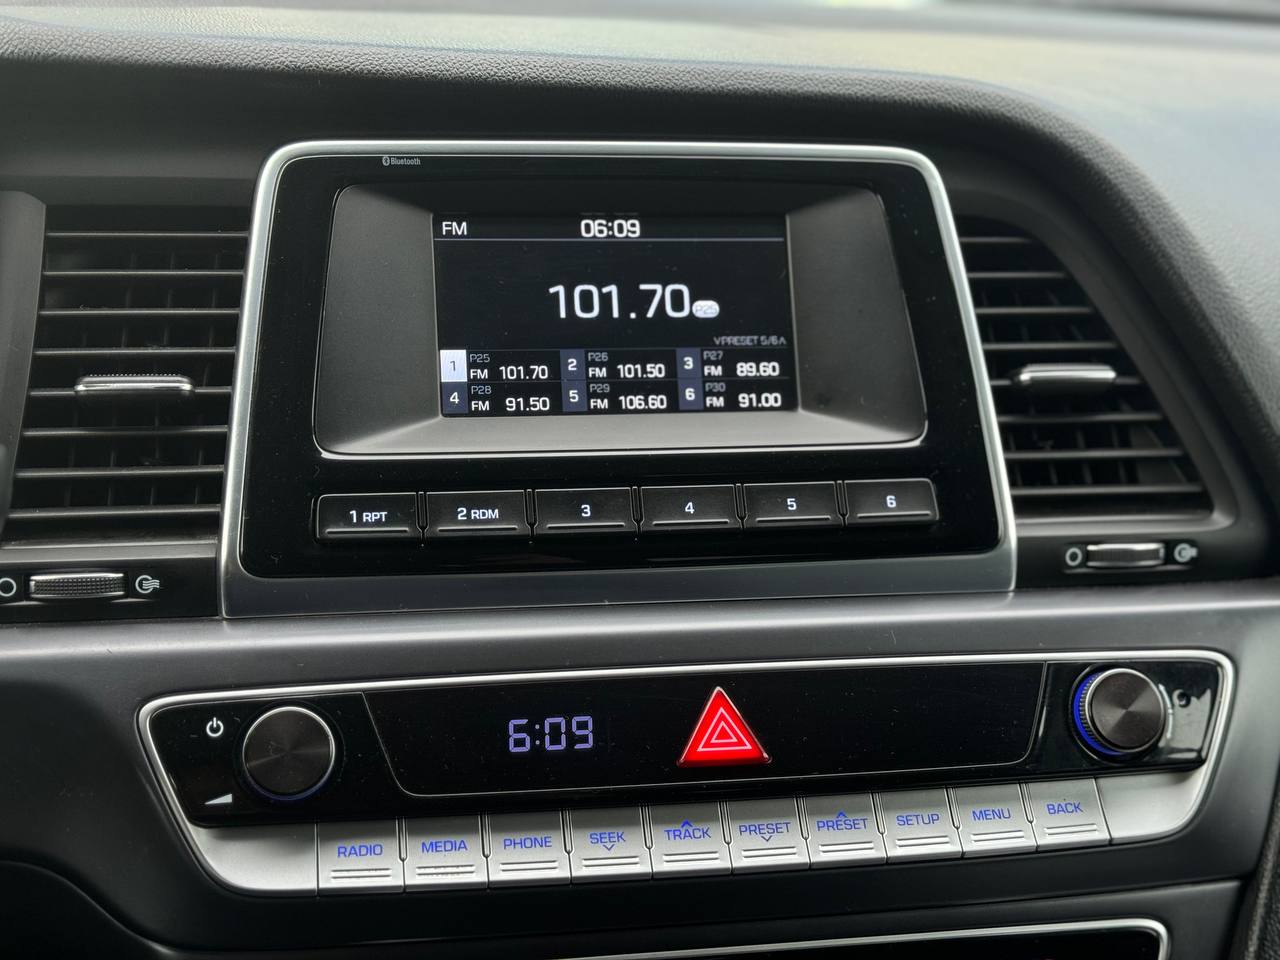 Bluetooth
FM 06:09
101.70 P25
PRESET 5/6
1 P25 FM 101.70 2 P26 FM 101.50 3 P27 FM 89.60
4 P28 FM 91.50 5 P29 FM 106.60 6 P30 FM 91.00
1 RPT 2 RDM 3 4 5 6
6:09
RADIO MEDIA PHONE SEEK TRACK PRESET PRESET SETUP MENU BACK